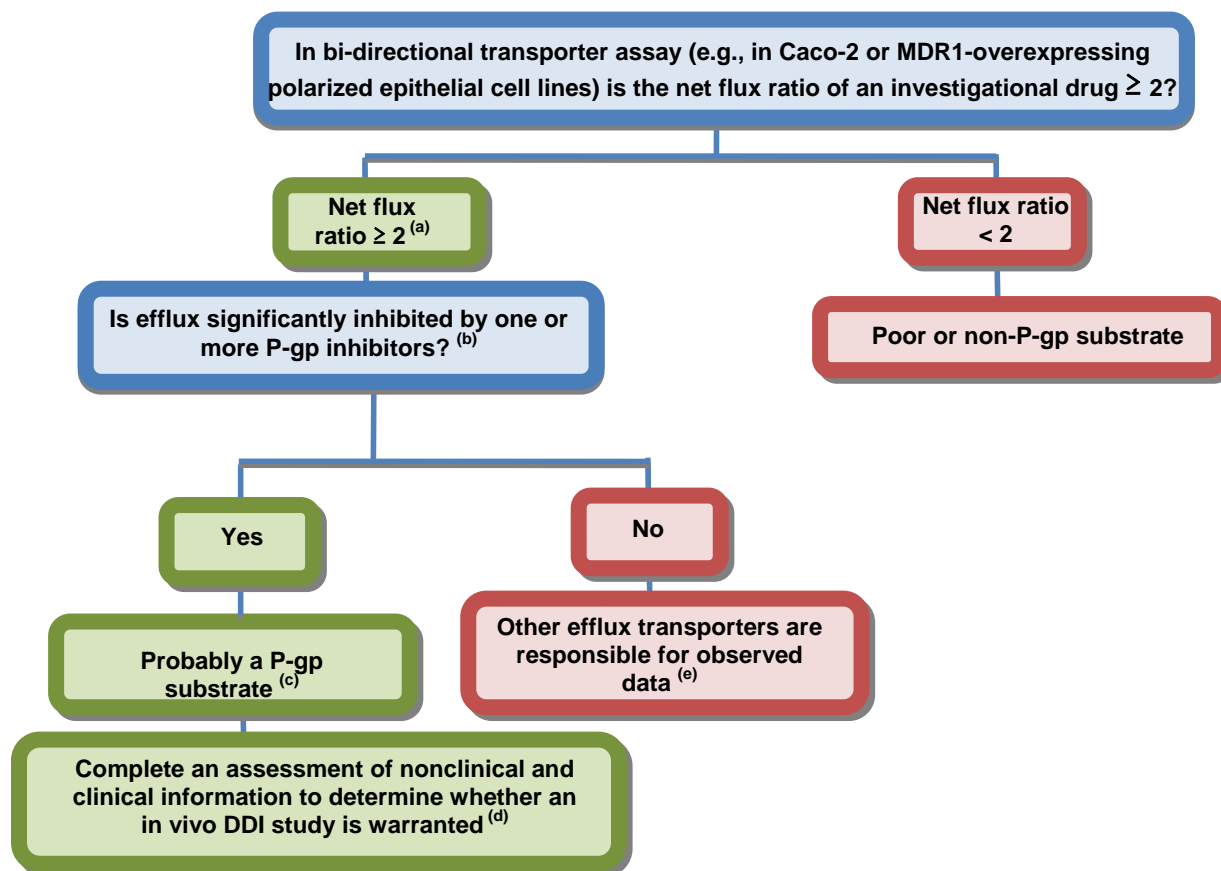 In bi-directional transporter assay (e.g., in Caco-2 or MDR1-overexpressing
polarized epithelial cell lines) is the net flux ratio of an investigational drug ≥ 2?
Net flux
ratio ≥ 2 (a)
Net flux ratio
< 2
Is efflux significantly inhibited by one or
more P-gp inhibitors? (b)
Poor or non-P-gp substrate
Yes
No
Probably a P-gp
substrate (c)
Other efflux transporters are
responsible for observed
data (e)
Complete an assessment of nonclinical and
clinical information to determine whether an
in vivo DDI study is warranted (d)